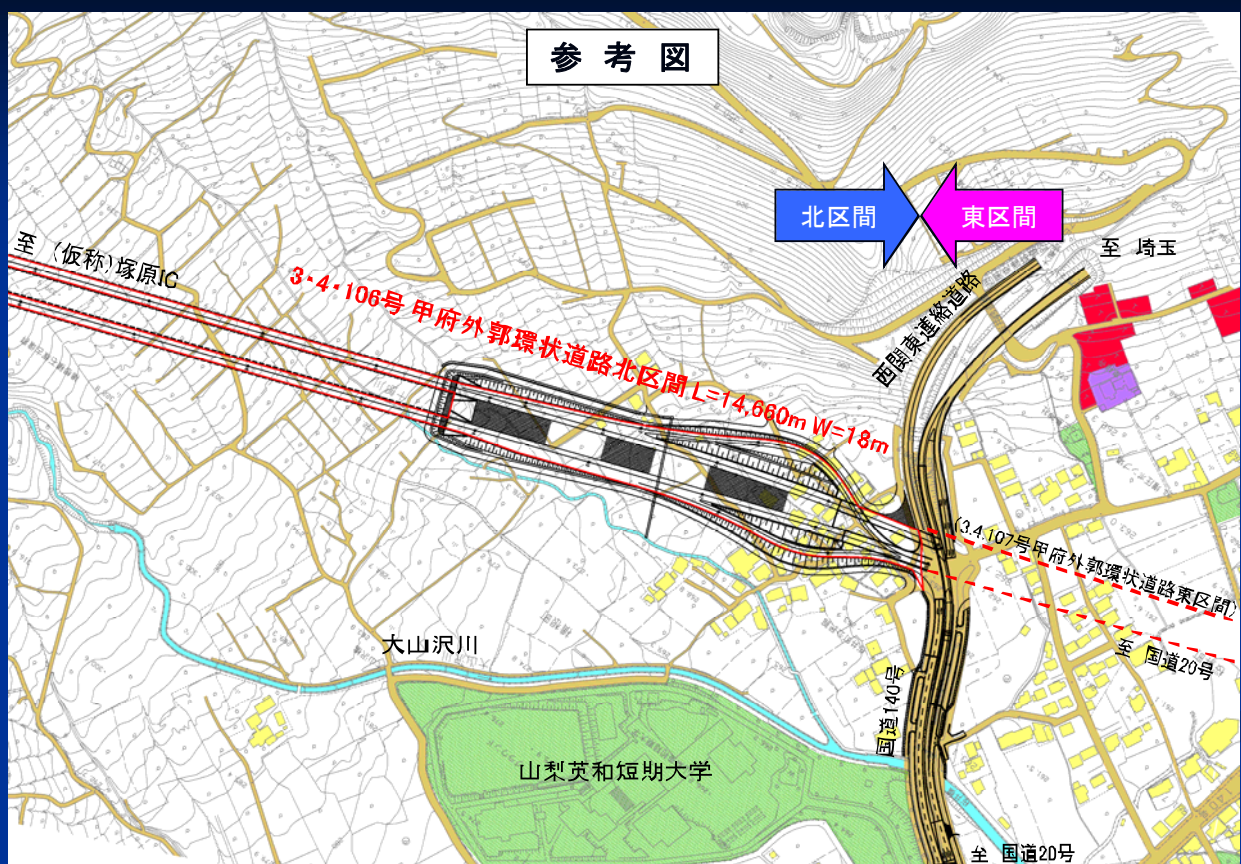 参考図
北区間
東区間
至 埼玉
至 (仮称)塚原IC
3・4・106号 甲府外郭環状道路北区間 L=14,660m W=18m
西関東連絡道路
(3.4.107号甲府外郭環状道路東区間)
至 国道20号
大山沢川
国道140号
山梨英和短期大学
至 国道20号